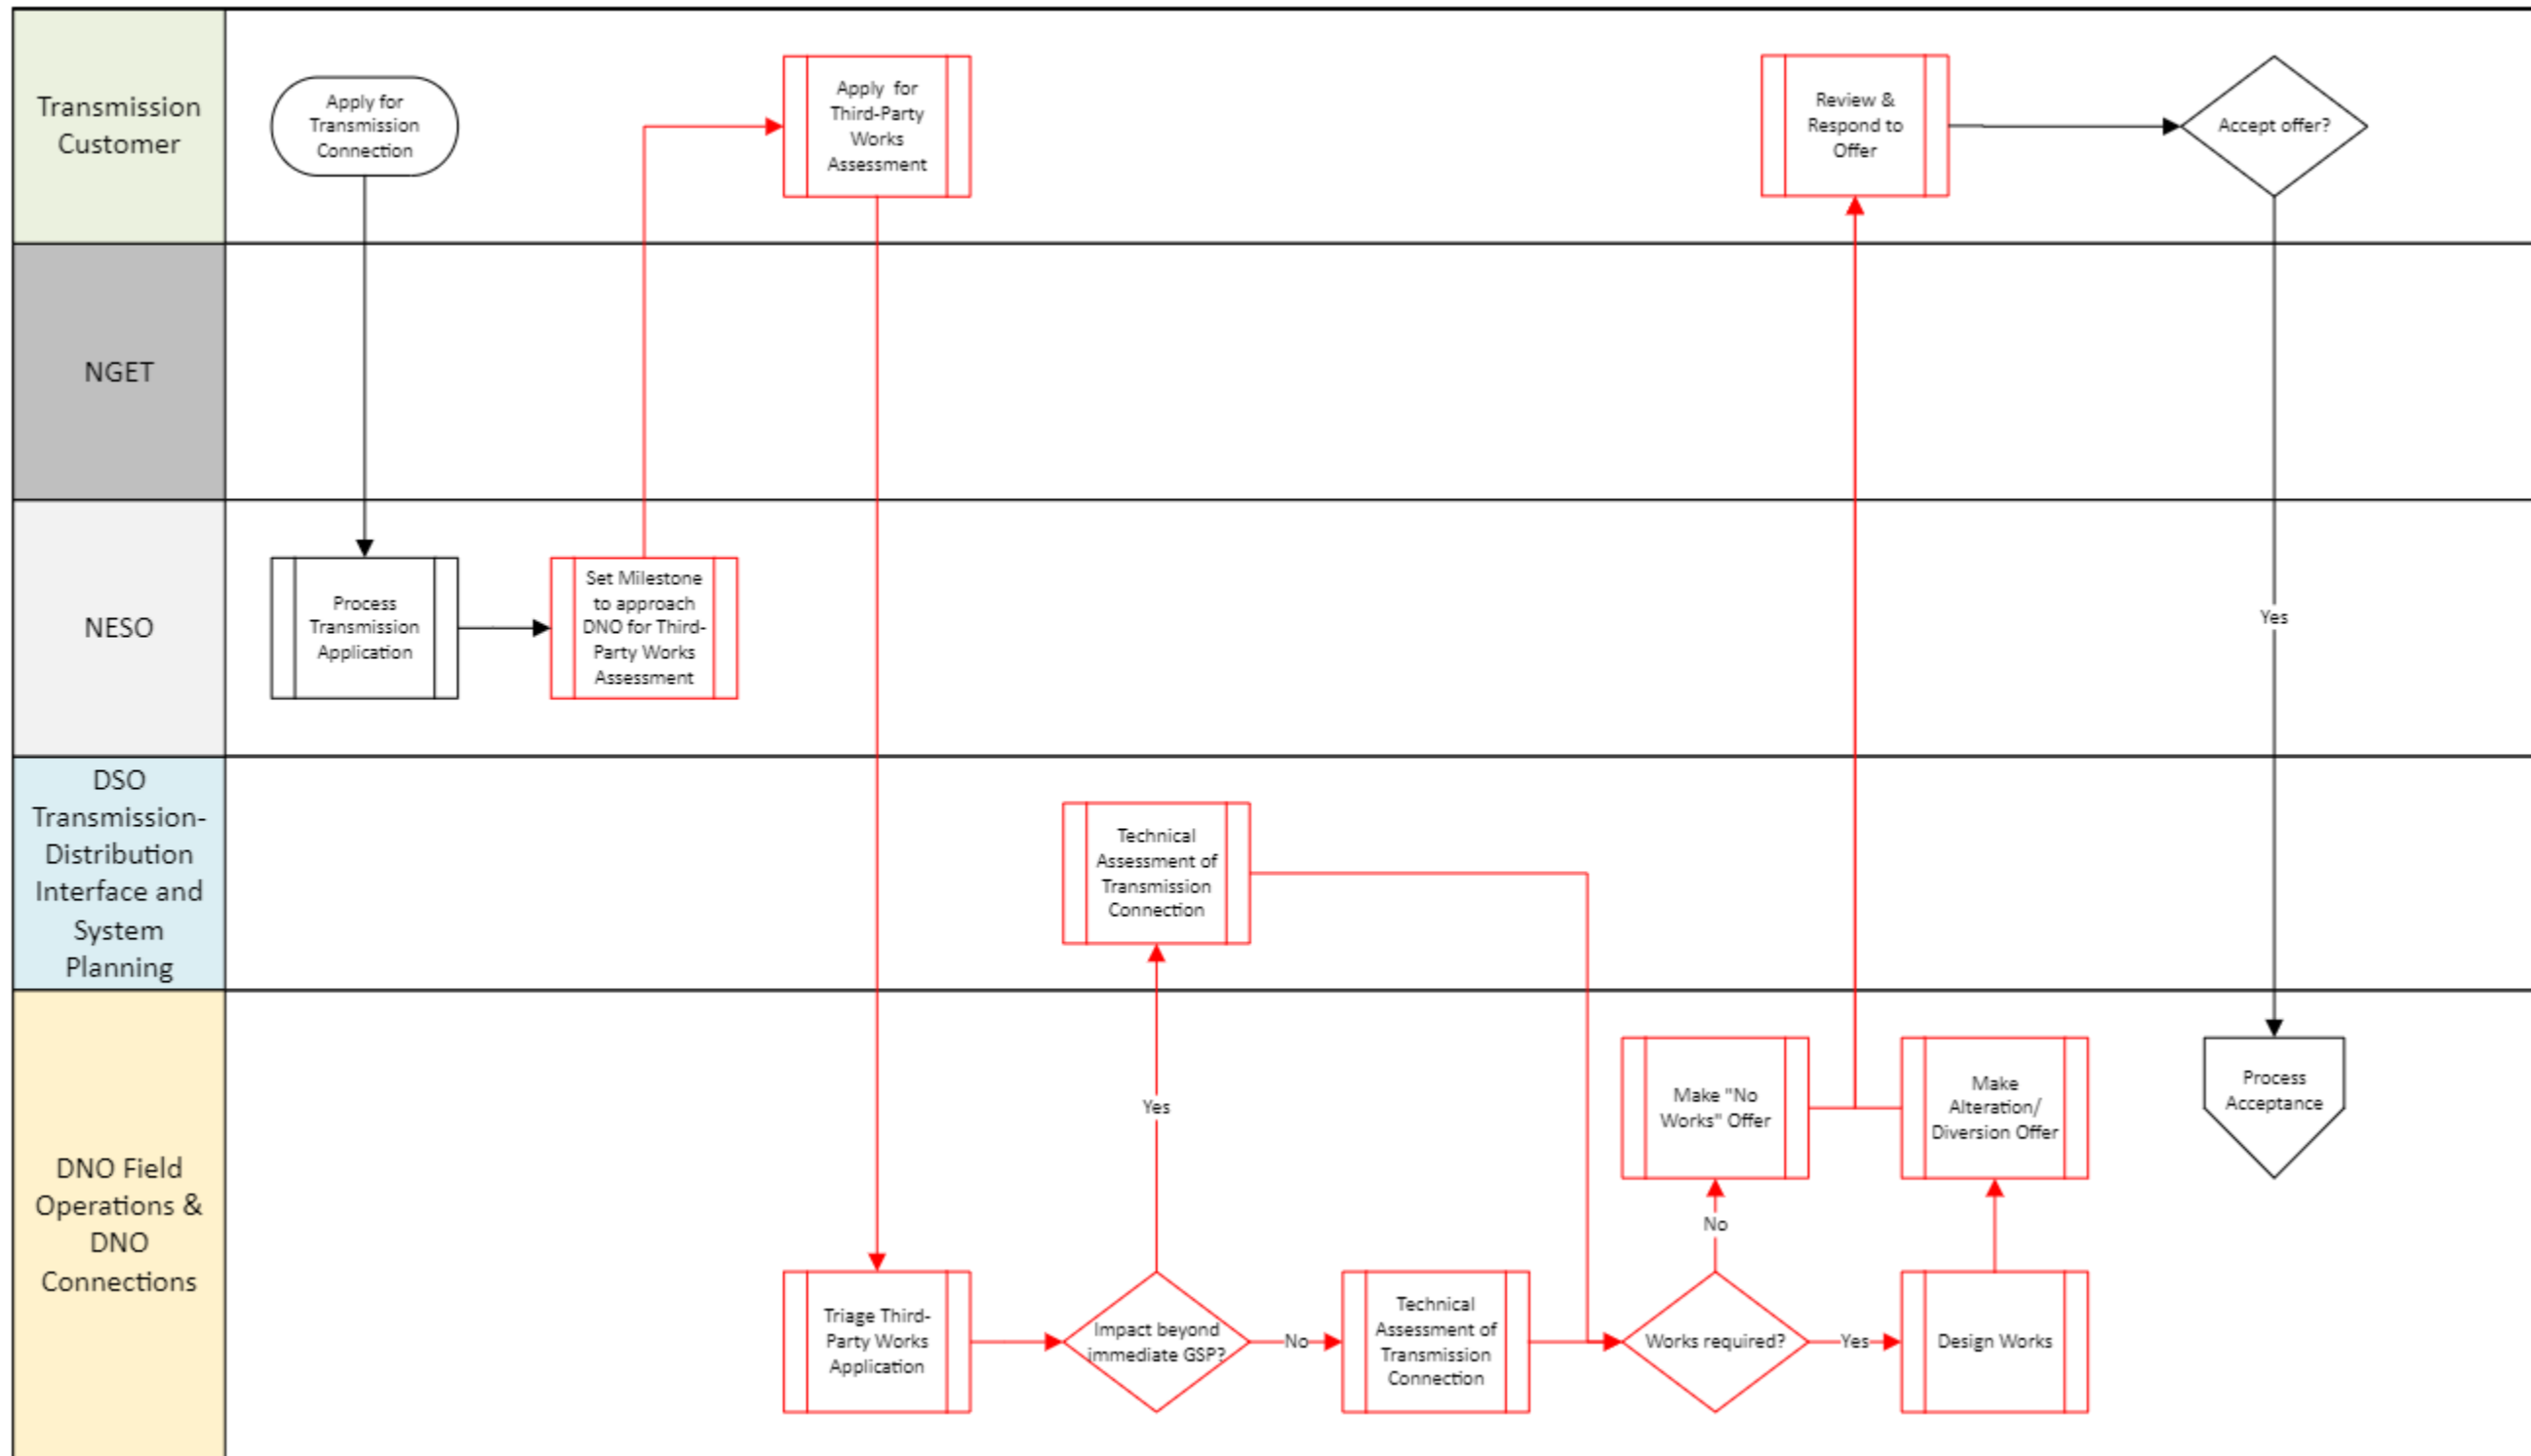 Transmission
Customer
Apply for
Transmission
Connection
Apply for
Third-Party
Works
Assessment
Review &
Respond to
Offer
Accept offer?
NGET
NESO
Process
Transmission
Application
Set Milestone
to approach
DNO for Third-
Party Works
Assessment
Yes
DSO
Transmission-
Distribution
Interface and
System
Planning
Technical
Assessment of
Transmission
Connection
DNO Field
Operations &
DNO
Connections
Yes
Make "No
Works" Offer
Make
Alteration/
Diversion Offer
Process
Acceptance
No
Triage Third-
Party Works
Application
Impact beyond
immediate GSP?
No
Technical
Assessment of
Transmission
Connection
Works required?
Yes
Design Works